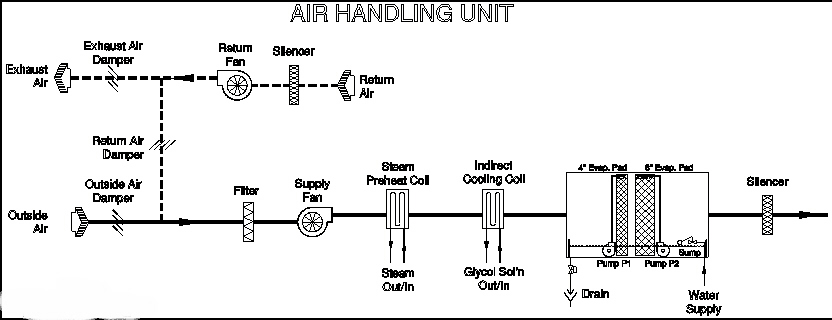 AIR HANDLING UNIT
Exhaust Air
Damper
Return
Fan
Silencer
Exhaust
Air
Return
Air
Return Air
Damper
Outside Air
Damper
Filter
Supply
Fan
Steam
Preheat Coil
Indirect
Cooling Coil
4" Evap. Pad
6" Evap. Pad
Silencer
Outside
Air
Steam
Out/In
Glycol Sol'n
Out/In
Pump P1
Pump P2
Sump
Drain
Water
Supply